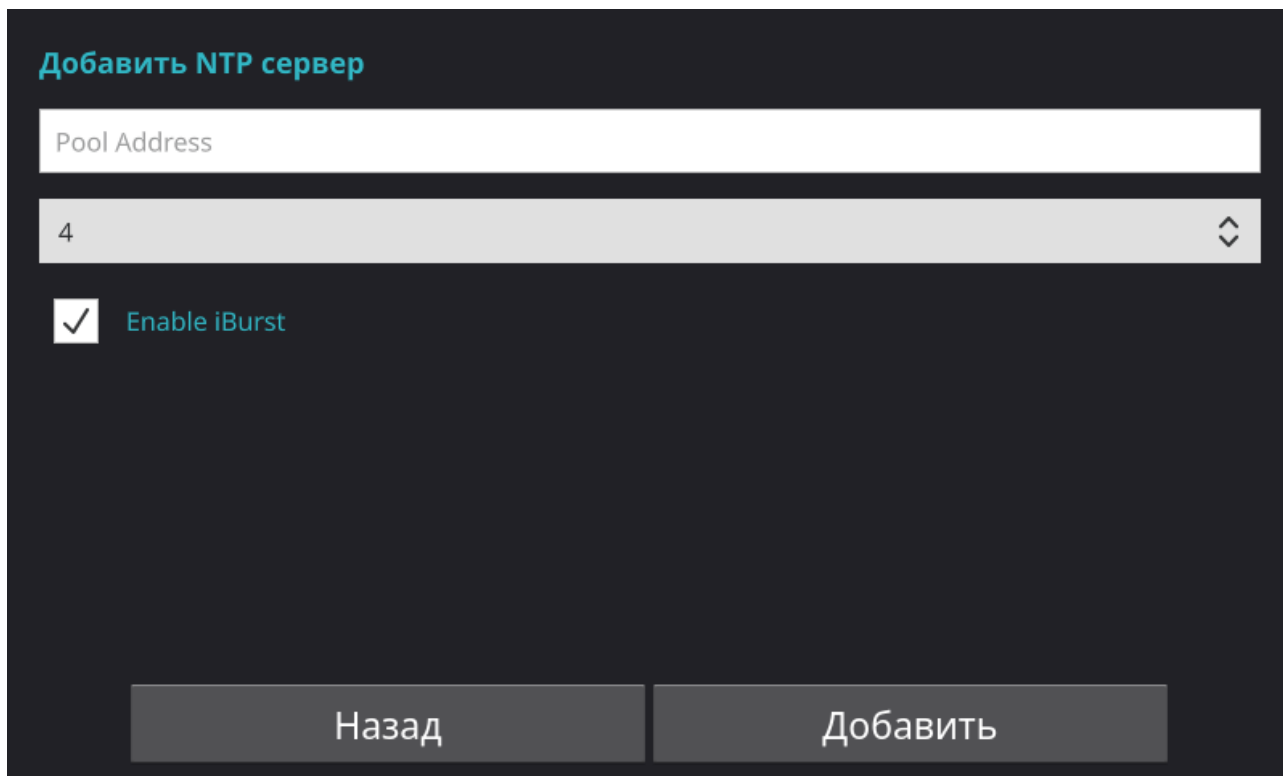 Добавить NTP сервер
Pool Address
4
Enable iBurst
Назад
Добавить